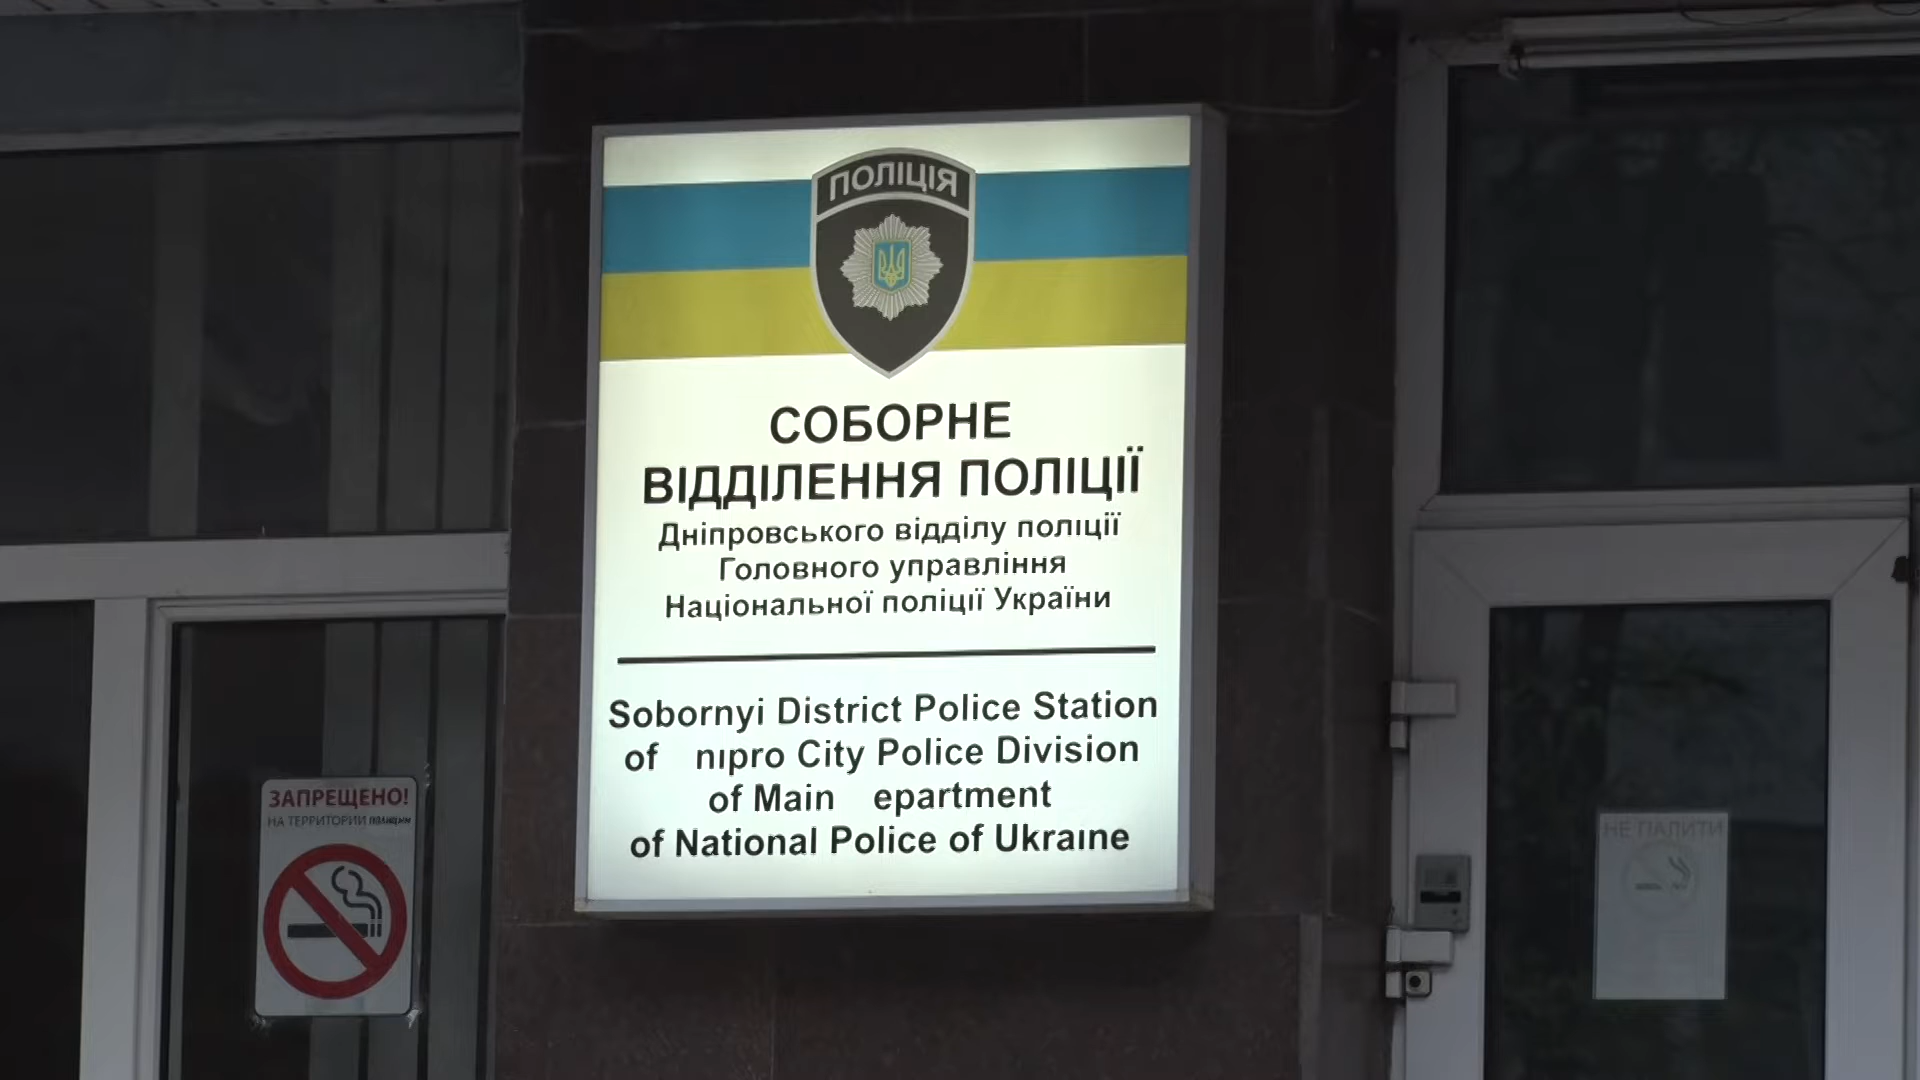 ПОЛІЦІЯ
СОБОРНЕ
ВІДДІЛЕННЯ ПОЛІЦІЇ
Дніпровського відділу поліції
Головного управління
Національної поліції України
Sobornyi District Police Station
of nipro City Police Division
of Main epartment
of National Police of Ukraine
ЗАПРЕЩЕНО!
НА ТЕРРИТОРИИ
НЕ ПАЛИТИ